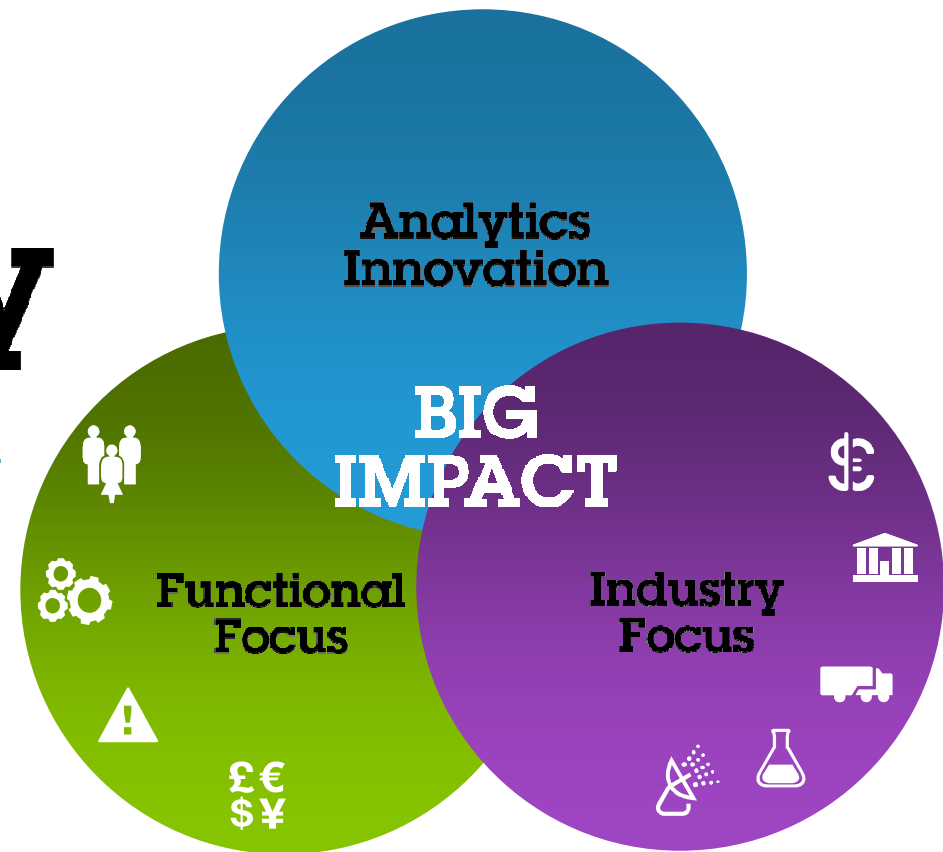 Analytics
Innovation
Y
BIG
IMPACT
Functional
Focus
Industry
Focus
$
!
£€
$¥